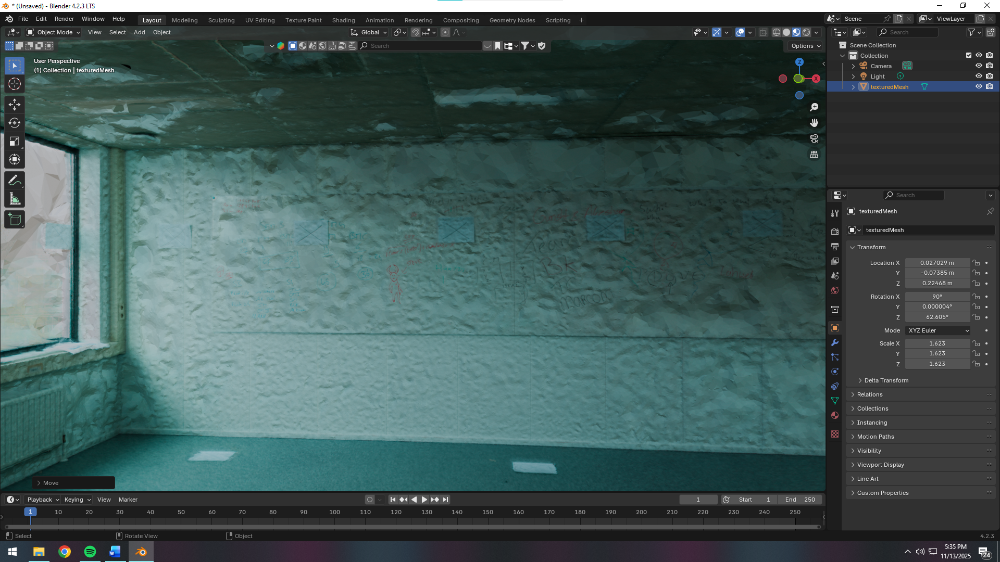 * (Unsaved) - Blender 4.2.3 LTS
File Edit Render Window Help
Layout Modeling Sculpting UV Editing Texture Paint Shading Animation Rendering Compositing Geometry Nodes Scripting +
Scene
ViewLayer
Object Mode View Select Add Object
Global
Search
Options
Search
User Perspective
(1) Collection | texturedMesh
Z
X
Scene Collection
Collection
Camera
Light
texturedMesh
Search
texturedMesh
texturedMesh
Transform
Location X 0.027029 m
Y -0.07385 m
Z 0.22468 m
Rotation X 90°
Y 0.000004°
Z 62.605°
Mode XYZ Euler
Scale X 1.623
Y 1.623
Z 1.623
Delta Transform
Relations
Collections
Instancing
Motion Paths
Visibility
Viewport Display
Line Art
Custom Properties
STEVE
BK
Move
Playback Keying View Marker
1 Start 1 End 250
1 10 20 30 40 50 60 70 80 90 100 110 120 130 140 150 160 170 180 190 200 210 220 230 240 250
Select Rotate View Object
4.2.3
5:35 PM
11/13/2025
24